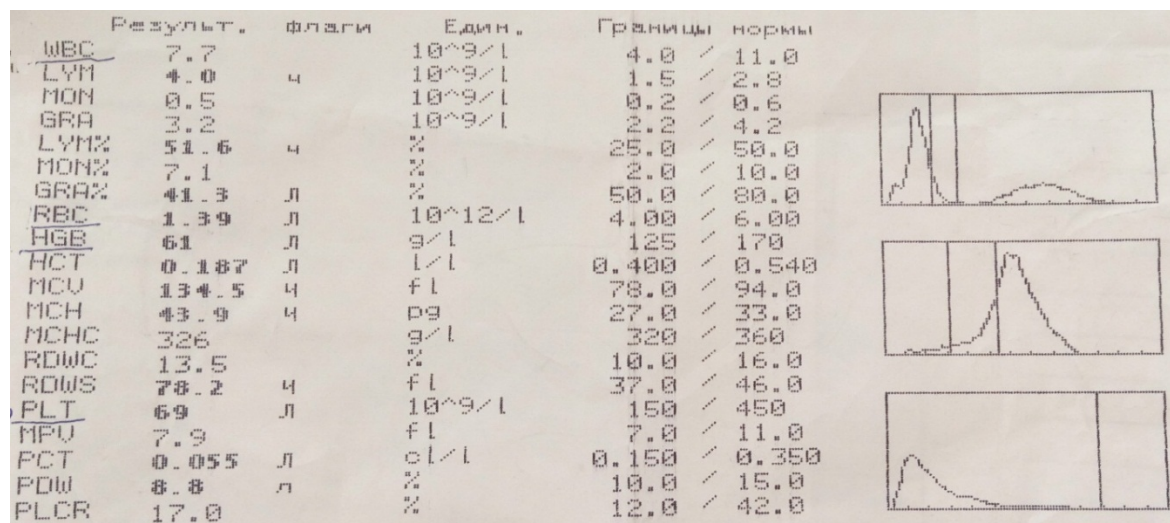 Результ. флаги Един. Границы нормы
WBC 7.7 10^9/l 4.0 / 11.0
LYM 4.0 ч 10^9/l 1.5 / 2.8
MON 0.5 10^9/l 0.2 / 0.6
GRA 3.2 10^9/l 2.2 / 4.2
LYM% 51.6 ч % 25.0 / 50.0
MON% 7.1 % 2.0 / 10.0
GRA% 41.3 л % 50.0 / 80.0
RBC 1.39 л 10^12/l 4.00 / 6.00
HGB 61 л g/l 125 / 170
HCT 0.187 л l/l 0.400 / 0.540
MCV 134.5 ч fl 78.0 / 94.0
MCH 43.9 ч pg 27.0 / 33.0
MCHC 326 g/l 320 / 360
RDWC 13.5 % 10.0 / 16.0
RDWS 78.2 ч fl 37.0 / 46.0
PLT 69 л 10^9/l 150 / 450
MPV 7.9 fl 7.0 / 11.0
PCT 0.055 л cl/l 0.150 / 0.350
PDW 8.8 л % 10.0 / 15.0
PLCR 17.0 % 12.0 / 42.0